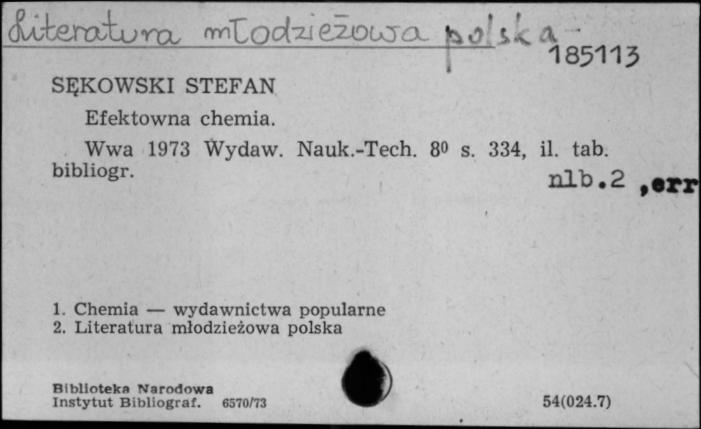 Literatura młodzieżowa polska
185113
SĘKOWSKI STEFAN
Efektowna chemia.
Wwa 1973 Wydaw. Nauk.-Tech. 8⁰ s. 334, il. tab.
bibliogr.
nlb.2 ,err
1. Chemia — wydawnictwa popularne
2. Literatura młodzieżowa polska
Biblioteka Narodowa
Instytut Bibliograf. 6570/73
54(024.7)